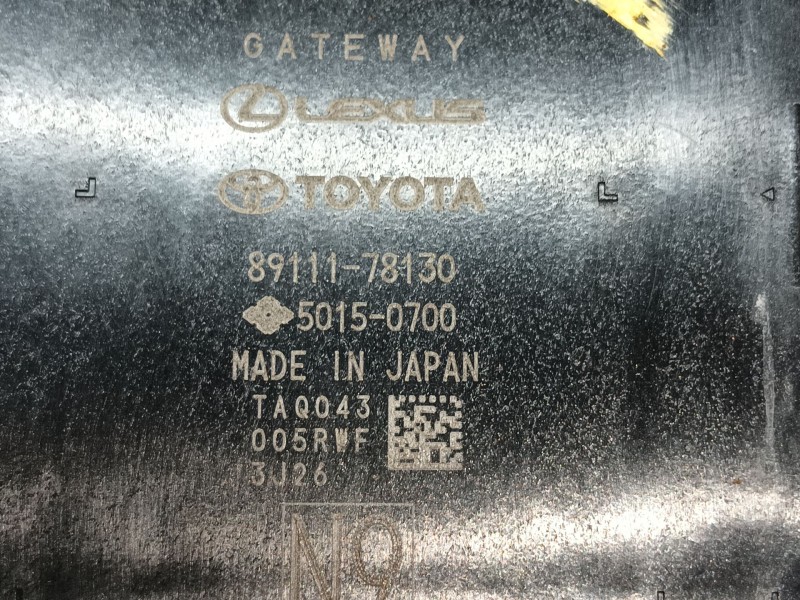 GATEWAY
LEXUS
TOYOTA
89111-78130
5015-0700
MADE IN JAPAN
TAQ043
005RWF
3J26
N9